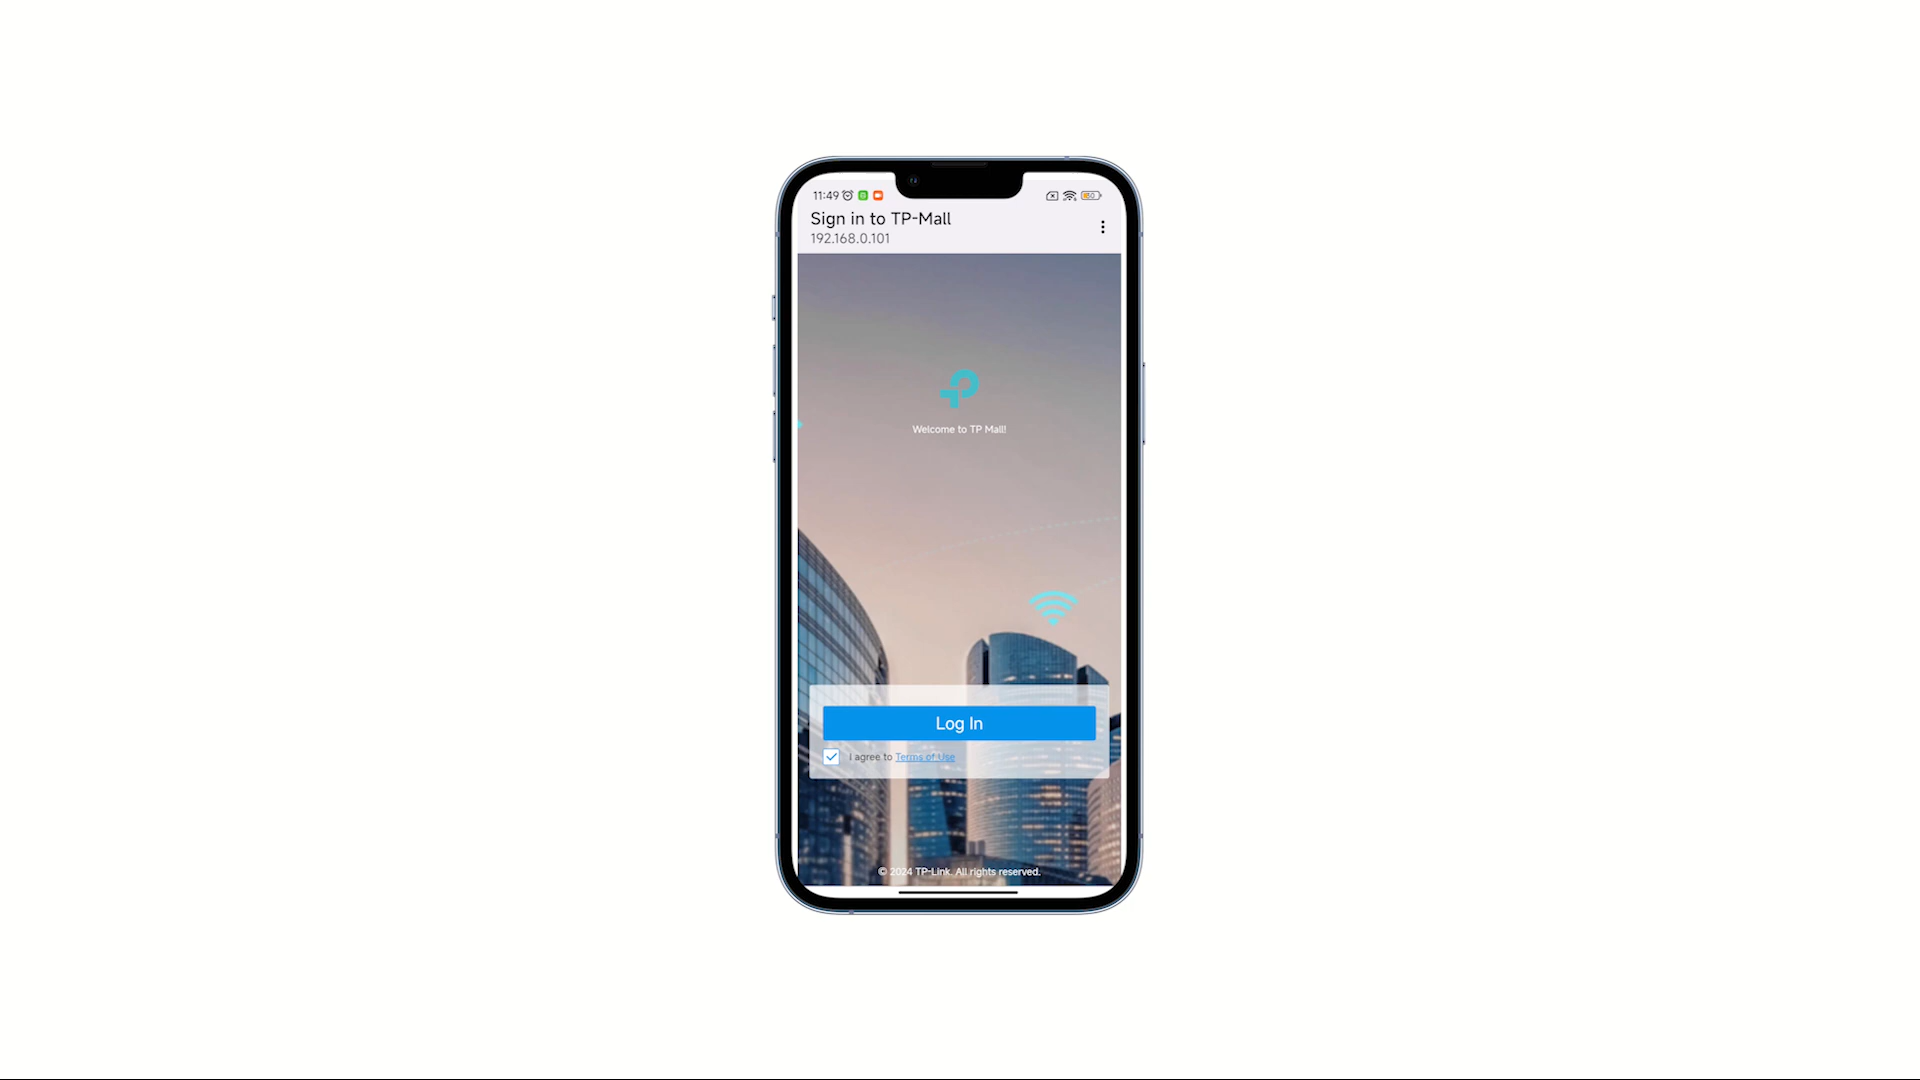 11:49
Sign in to TP-Mall
192.168.0.101
Welcome to TP Mall!
Log In
I agree to Terms of Use
© 2024 TP-Link. All rights reserved.